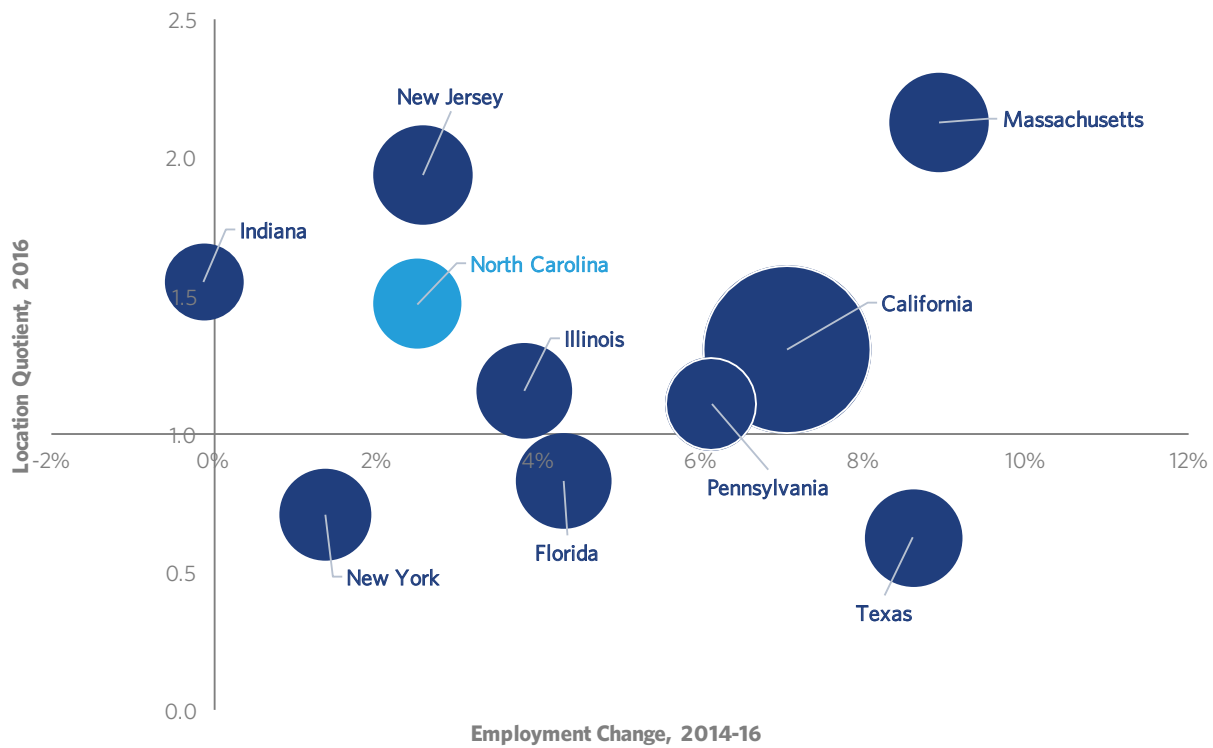 2.5
New Jersey
Massachusetts
2.0
Indiana
North Carolina
1.5
California
Illinois
Location Quotient, 2016
1.0
-2%
0%
2%
4%
6%
8%
10%
12%
Pennsylvania
Florida
0.5
New York
Texas
0.0
Employment Change, 2014-16